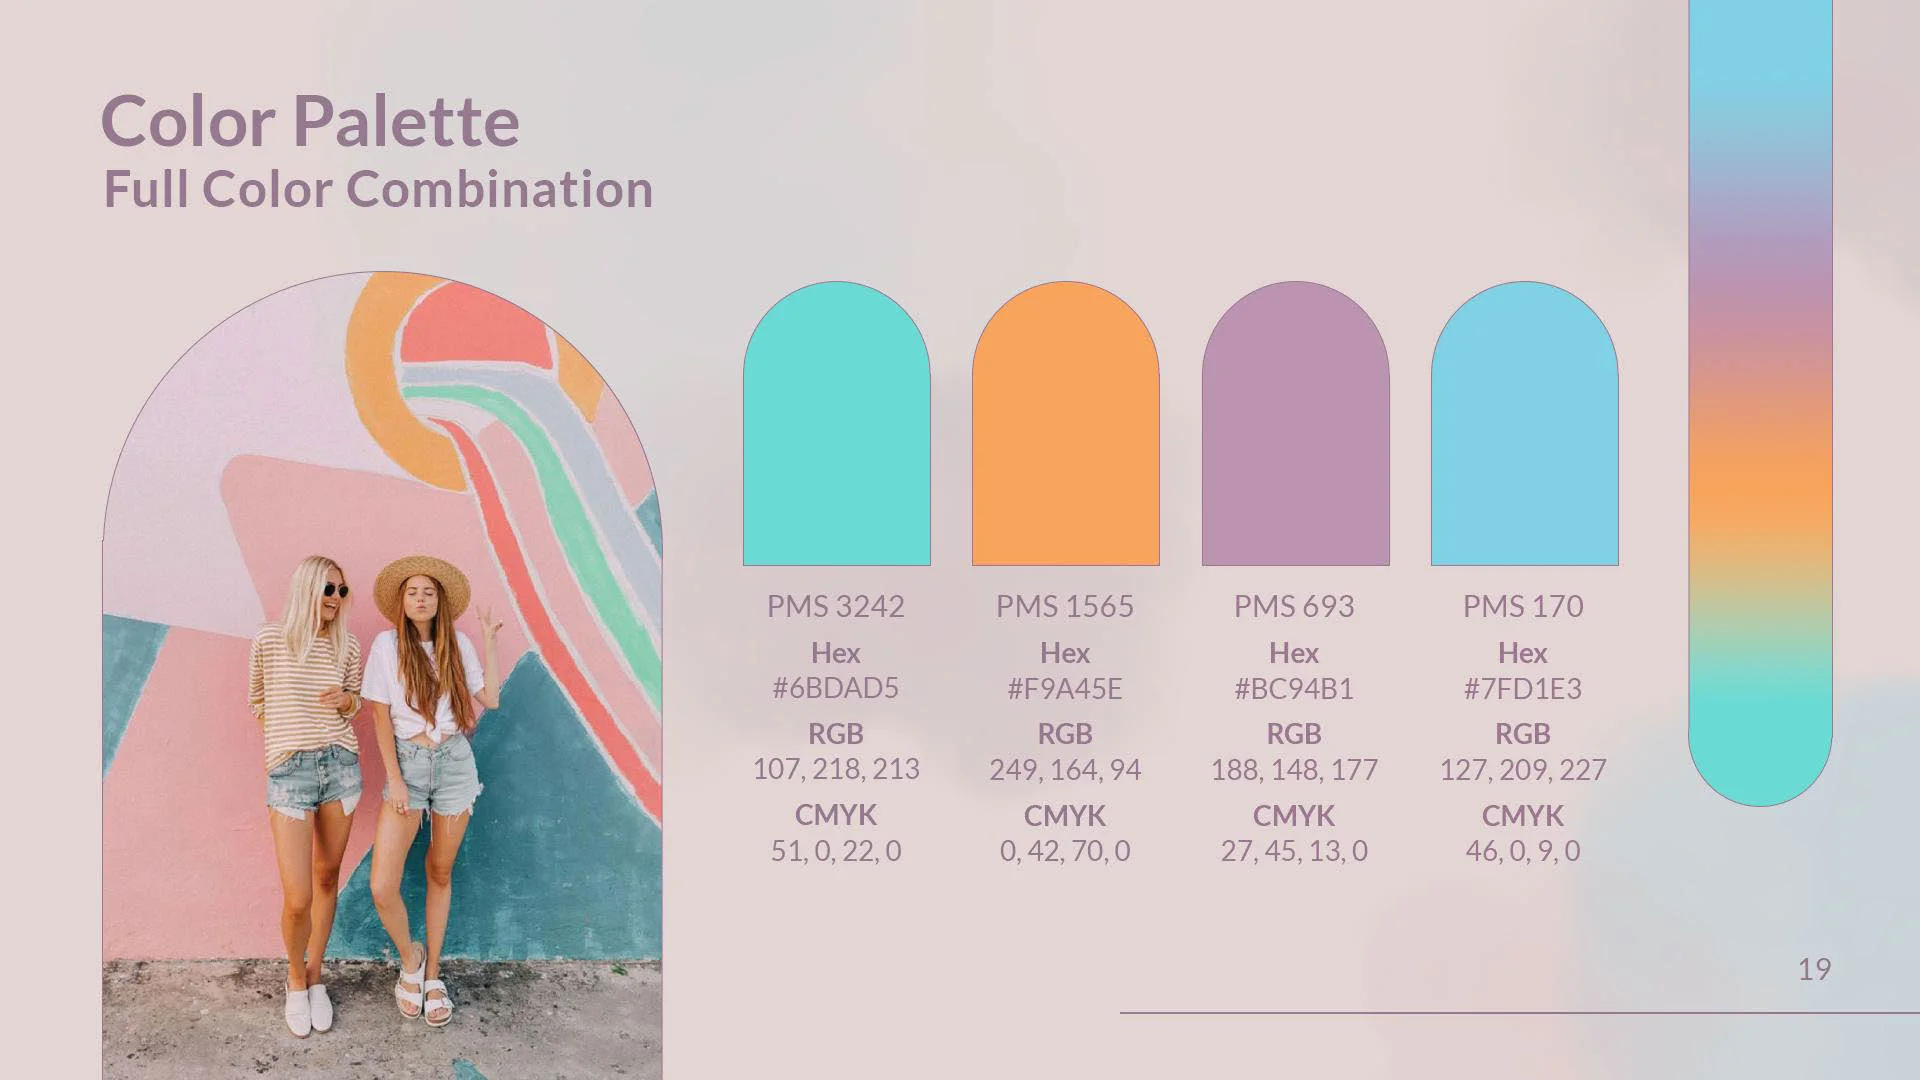 Color Palette
Full Color Combination
PMS 3242
Hex
#6BDAD5
RGB
107, 218, 213
CMYK
51, 0, 22, 0
PMS 1565
Hex
#F9A45E
RGB
249, 164, 94
CMYK
0, 42, 70, 0
PMS 693
Hex
#BC94B1
RGB
188, 148, 177
CMYK
27, 45, 13, 0
PMS 170
Hex
#7FD1E3
RGB
127, 209, 227
CMYK
46, 0, 9, 0
19